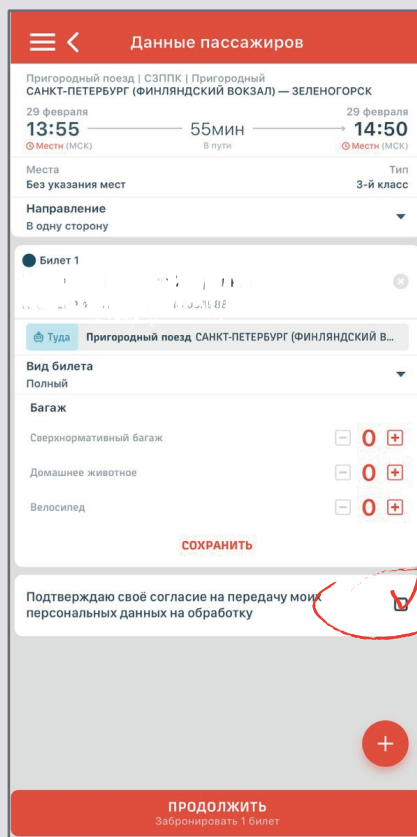 Данные пассажиров
Пригородный поезд | СЗППК | Пригородный
САНКТ-ПЕТЕРБУРГ (ФИНЛЯНДСКИЙ ВОКЗАЛ) — ЗЕЛЕНОГОРСК
29 февраля 29 февраля
13:55 55мин 14:50
Местн (МСК) В пути Местн (МСК)
Места Тип
Без указания мест 3-й класс
Направление
В одну сторону
Билет 1
Туда Пригородный поезд САНКТ-ПЕТЕРБУРГ (ФИНЛЯНДСКИЙ В...
Вид билета
Полный
Багаж
Сверхнормативный багаж 0
Домашнее животное 0
Велосипед 0
СОХРАНИТЬ
Подтверждаю своё согласие на передачу моих
персональных данных на обработку
ПРОДОЛЖИТЬ
Забронировать 1 билет